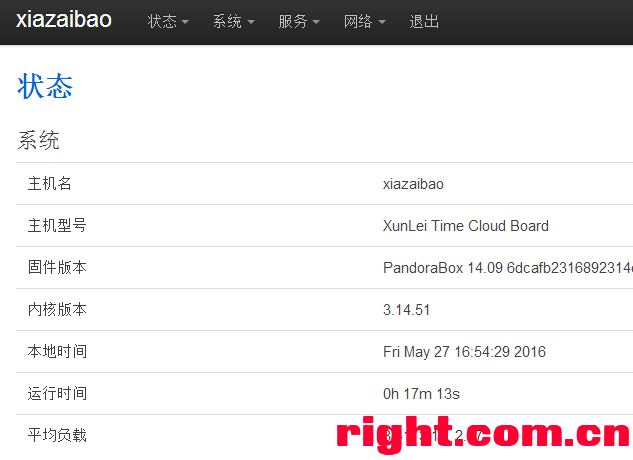 xiazaibao 状态 系统 服务 网络 退出
状态
系统
主机名 xiazaibao
主机型号 XunLei Time Cloud Board
固件版本 PandoraBox 14.09 6dcafb2316892314
内核版本 3.14.51
本地时间 Fri May 27 16:54:29 2016
运行时间 0h 17m 13s
平均负载
right.com.cn